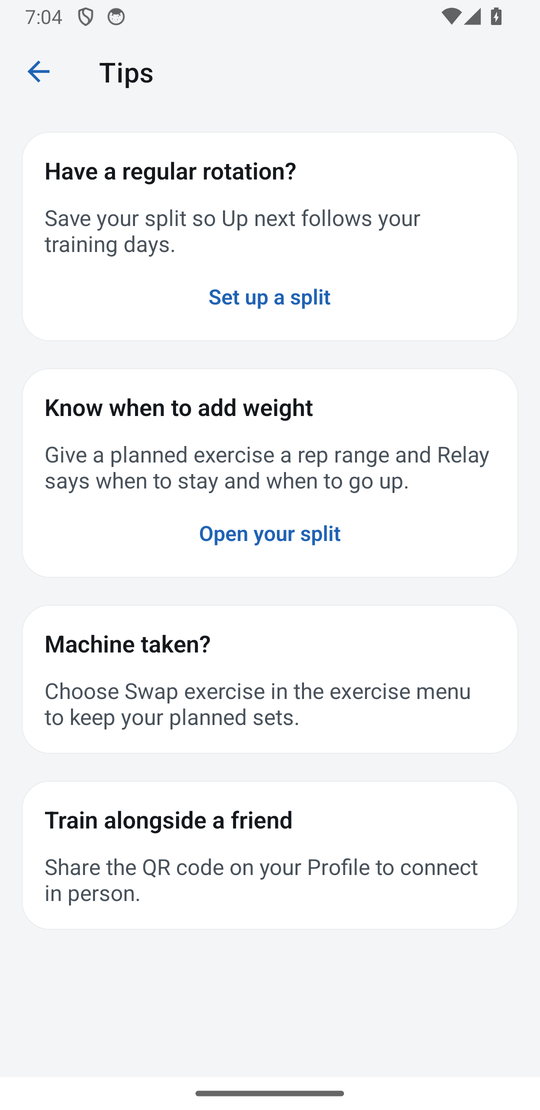 7:04
Tips
Have a regular rotation?
Save your split so Up next follows your
training days.
Set up a split
Know when to add weight
Give a planned exercise a rep range and Relay
says when to stay and when to go up.
Open your split
Machine taken?
Choose Swap exercise in the exercise menu
to keep your planned sets.
Train alongside a friend
Share the QR code on your Profile to connect
in person.